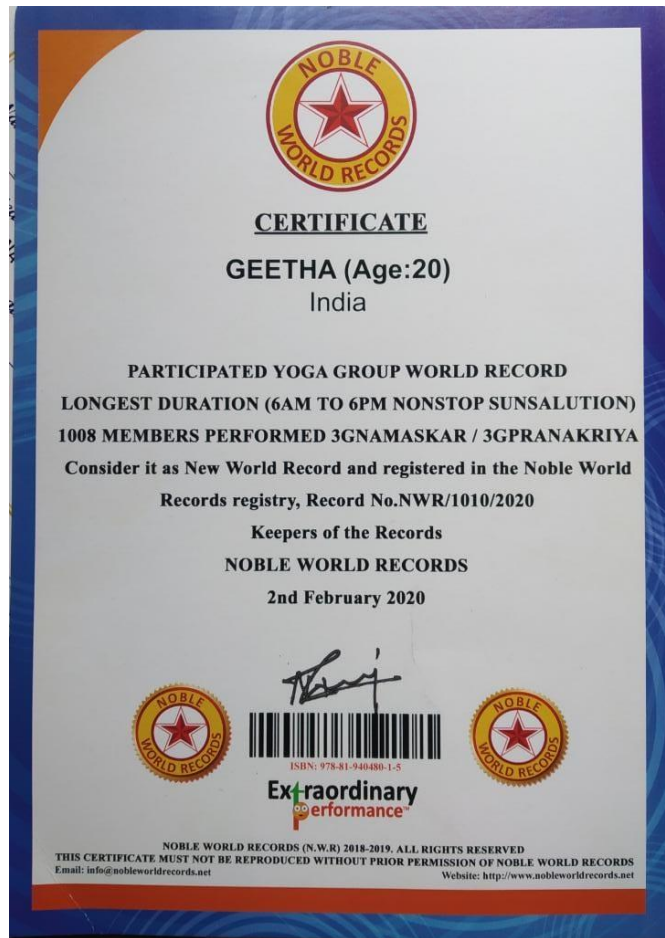 NOBLE
WORLD RECORDS
CERTIFICATE
GEETHA (Age:20)
India
PARTICIPATED YOGA GROUP WORLD RECORD
LONGEST DURATION (6AM TO 6PM NONSTOP SUNSALUTION)
1008 MEMBERS PERFORMED 3GNAMASKAR / 3GPRANAKRIYA
Consider it as New World Record and registered in the Noble World
Records registry, Record No.NWR/1010/2020
Keepers of the Records
NOBLE WORLD RECORDS
2nd February 2020
NOBLE
WORLD RECORDS
NOBLE
WORLD RECORDS
ISBN: 978-81-940480-1-5
Extraordinary
Performance™
NOBLE WORLD RECORDS (N.W.R) 2018-2019. ALL RIGHTS RESERVED
THIS CERTIFICATE MUST NOT BE REPRODUCED WITHOUT PRIOR PERMISSION OF NOBLE WORLD RECORDS
Email: info@nobleworldrecords.net Website: http://www.nobleworldrecords.net